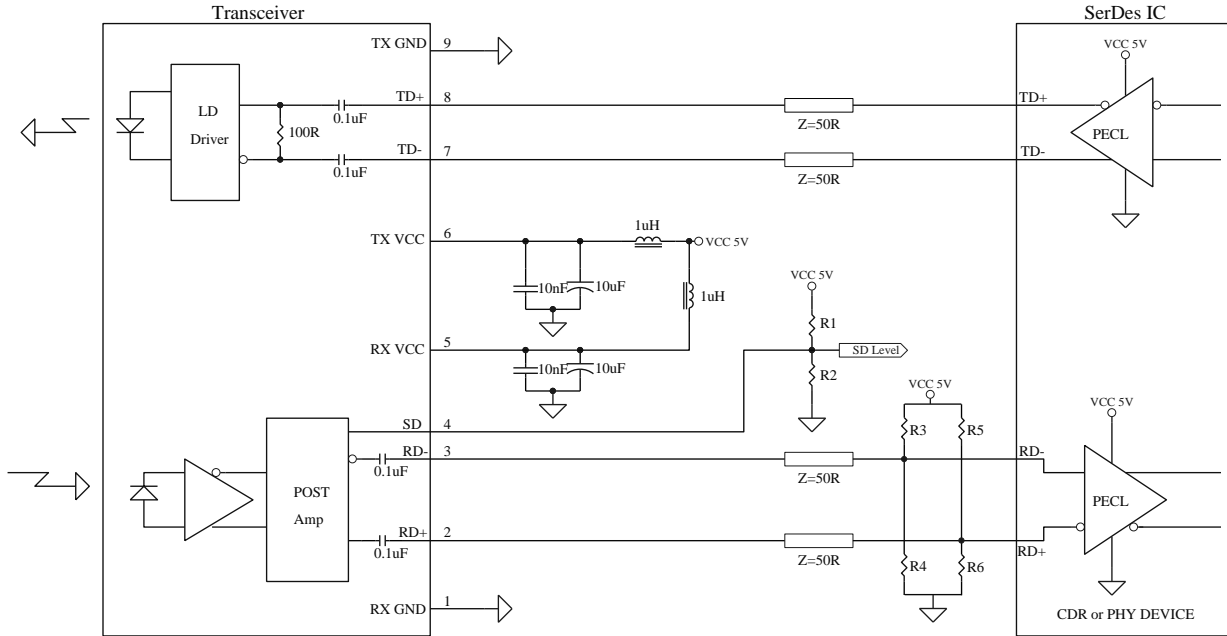 Transceiver
SerDes IC
TX GND 9
VCC 5V
TD+ 8
TD+
LD
Driver
100R
0.1uF
Z=50R
PECL
TD- 7
TD-
0.1uF
Z=50R
1uH
TX VCC 6
VCC 5V
10nF
10uF
1uH
VCC 5V
R1
RX VCC 5
SD Level
10nF
10uF
R2
VCC 5V
VCC 5V
SD 4
R3
R5
RD- 3
RD-
0.1uF
Z=50R
POST
Amp
PECL
RD+ 2
RD+
0.1uF
Z=50R
R4
R6
RX GND 1
CDR or PHY DEVICE